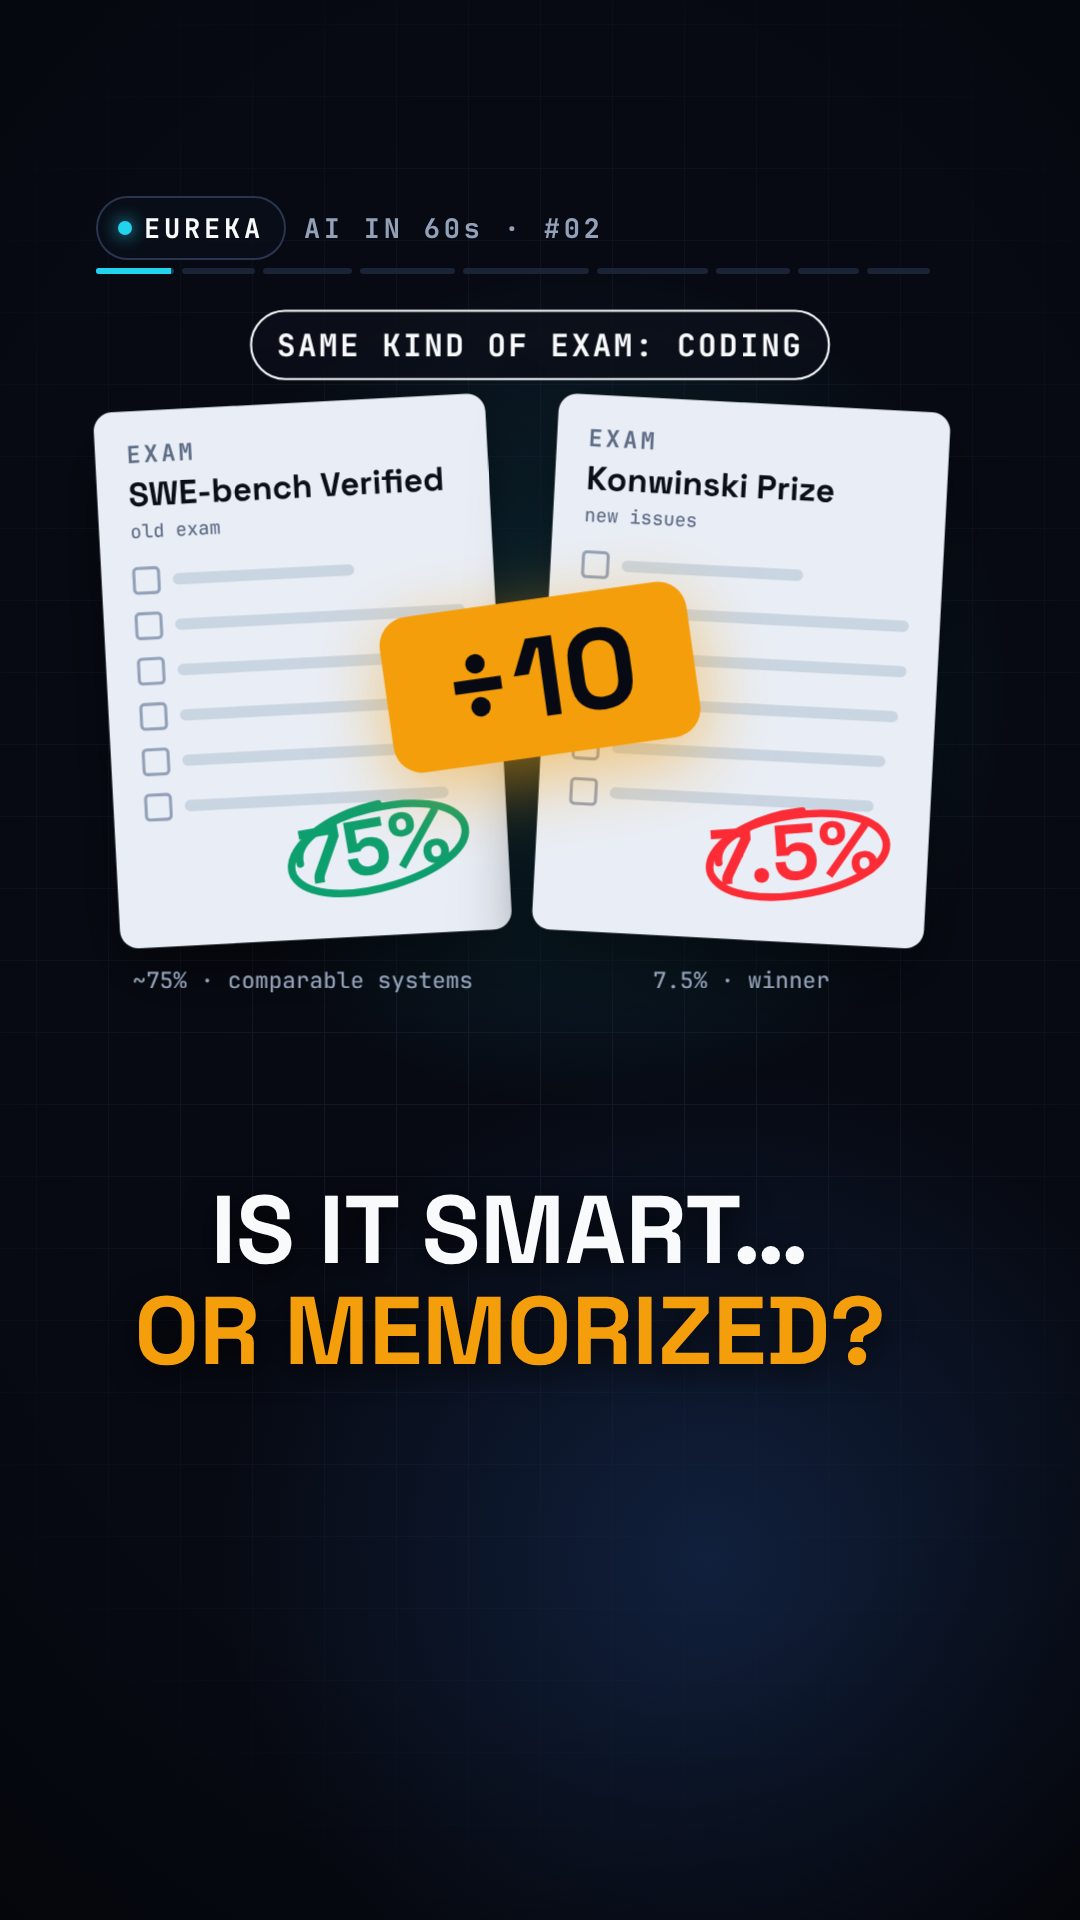 EUREKA AI IN 60s · #02
SAME KIND OF EXAM: CODING
EXAM
SWE-bench Verified
old exam
75%
EXAM
Konwinski Prize
new issues
7.5%
÷10
~75% · comparable systems
7.5% · winner
IS IT SMART...
OR MEMORIZED?